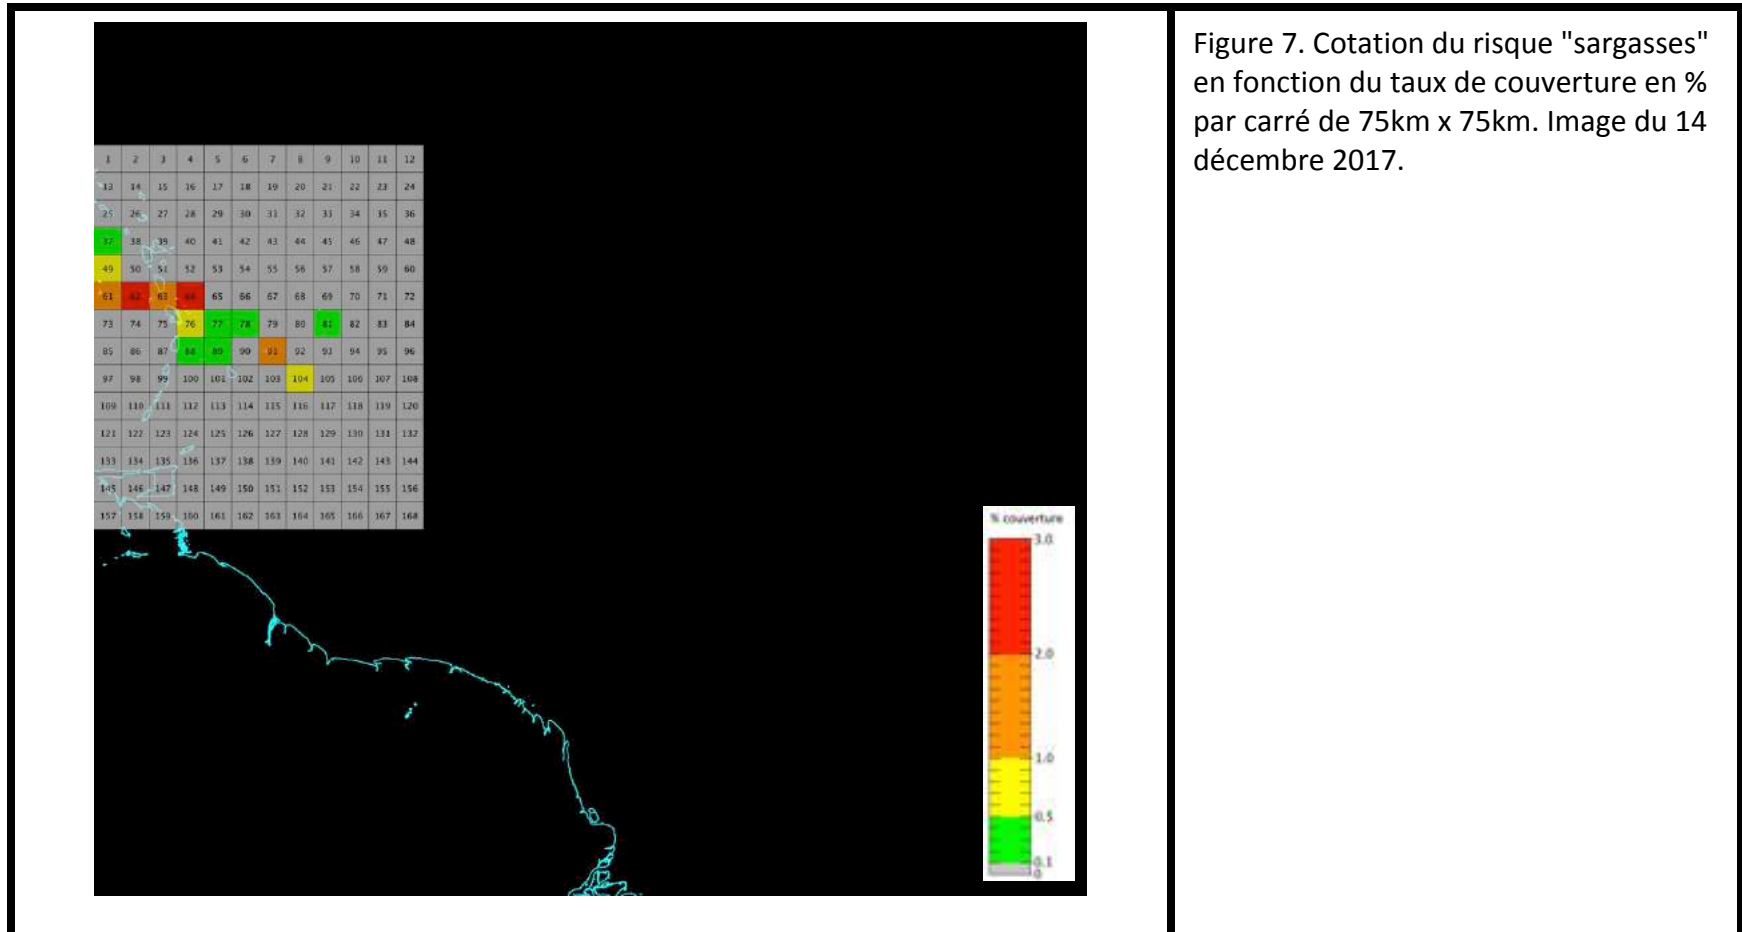 1 2 3 4 5 6 7 8 9 10 11 12
13 14 15 16 17 18 19 20 21 22 23 24
25 26 27 28 29 30 31 32 33 34 35 36
37 38 39 40 41 42 43 44 45 46 47 48
49 50 51 52 53 54 55 56 57 58 59 60
61 62 63 64 65 66 67 68 69 70 71 72
73 74 75 76 77 78 79 80 81 82 83 84
85 86 87 88 89 90 91 92 93 94 95 96
97 98 99 100 101 102 103 104 105 106 107 108
109 110 111 112 113 114 115 116 117 118 119 120
121 122 123 124 125 126 127 128 129 130 131 132
133 134 135 136 137 138 139 140 141 142 143 144
145 146 147 148 149 150 151 152 153 154 155 156
157 158 159 160 161 162 163 164 165 166 167 168
% couverture
3.0
2.0
1.0
0.5
0.1
0
Figure 7. Cotation du risque "sargasses"
en fonction du taux de couverture en %
par carré de 75km x 75km. Image du 14
décembre 2017.